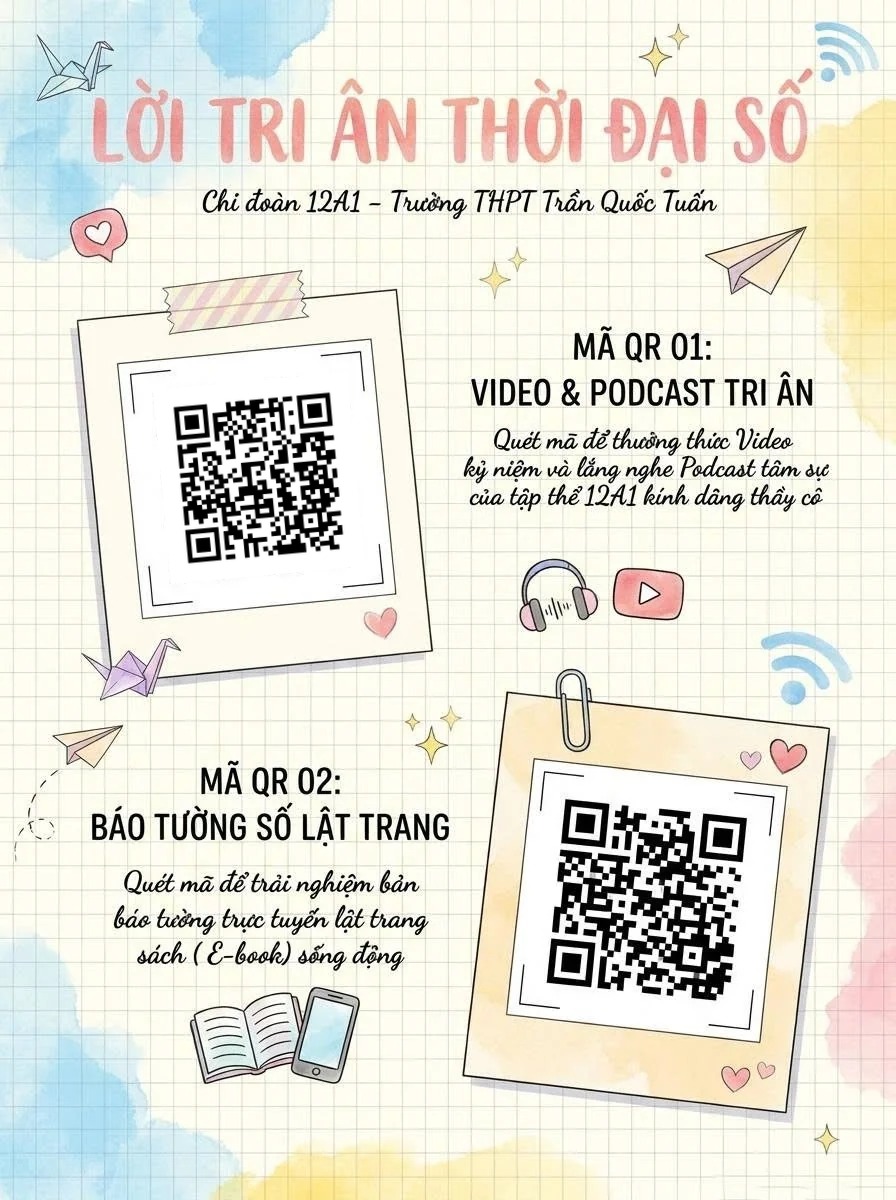 LỜI TRI ÂN THỜI ĐẠI SỐ
Chi đoàn 12A1 – Trường THPT Trần Quốc Tuấn
MÃ QR 01:
VIDEO & PODCAST TRI ÂN
Quét mã để thưởng thức Video
kỷ niệm và lắng nghe Podcast tâm sự
của tập thể 12A1 kính dâng thầy cô
MÃ QR 02:
BÁO TƯỜNG SỐ LẬT TRANG
Quét mã để trải nghiệm bản
báo tường trực tuyến lật trang
sách ( E-book) sống động